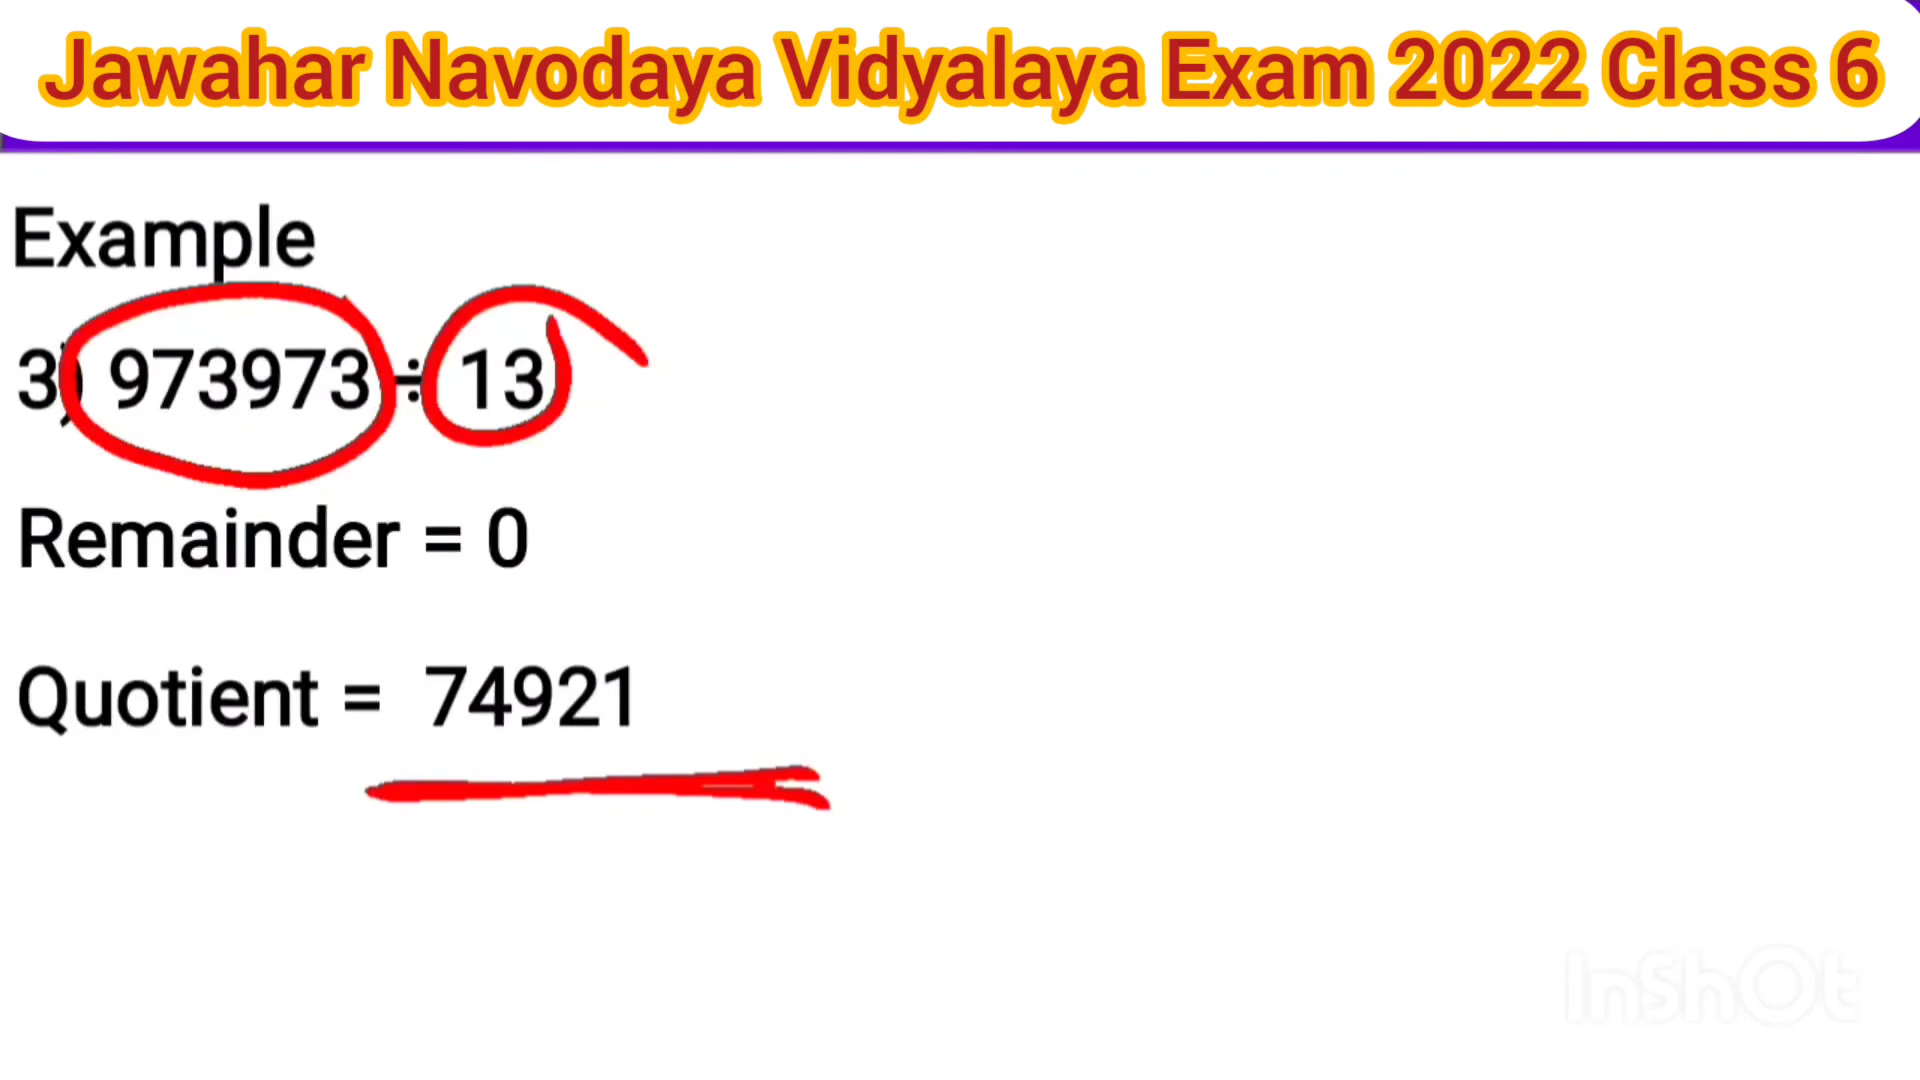 Jawahar Navodaya Vidyalaya Exam 2022 Class 6
Example
3) 973973 ÷ 13
Remainder = 0
Quotient = 74921
InShOt